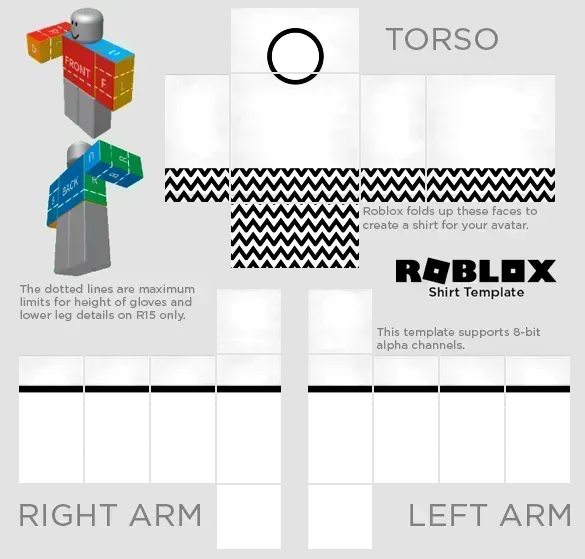 TORSO
FRONT
F
L
BACK
R
Roblox folds up these faces to
create a shirt for your avatar.
ROBLOX
Shirt Template
The dotted lines are maximum
limits for height of gloves and
lower leg details on R15 only.
This template supports 8-bit
alpha channels.
RIGHT ARM
LEFT ARM